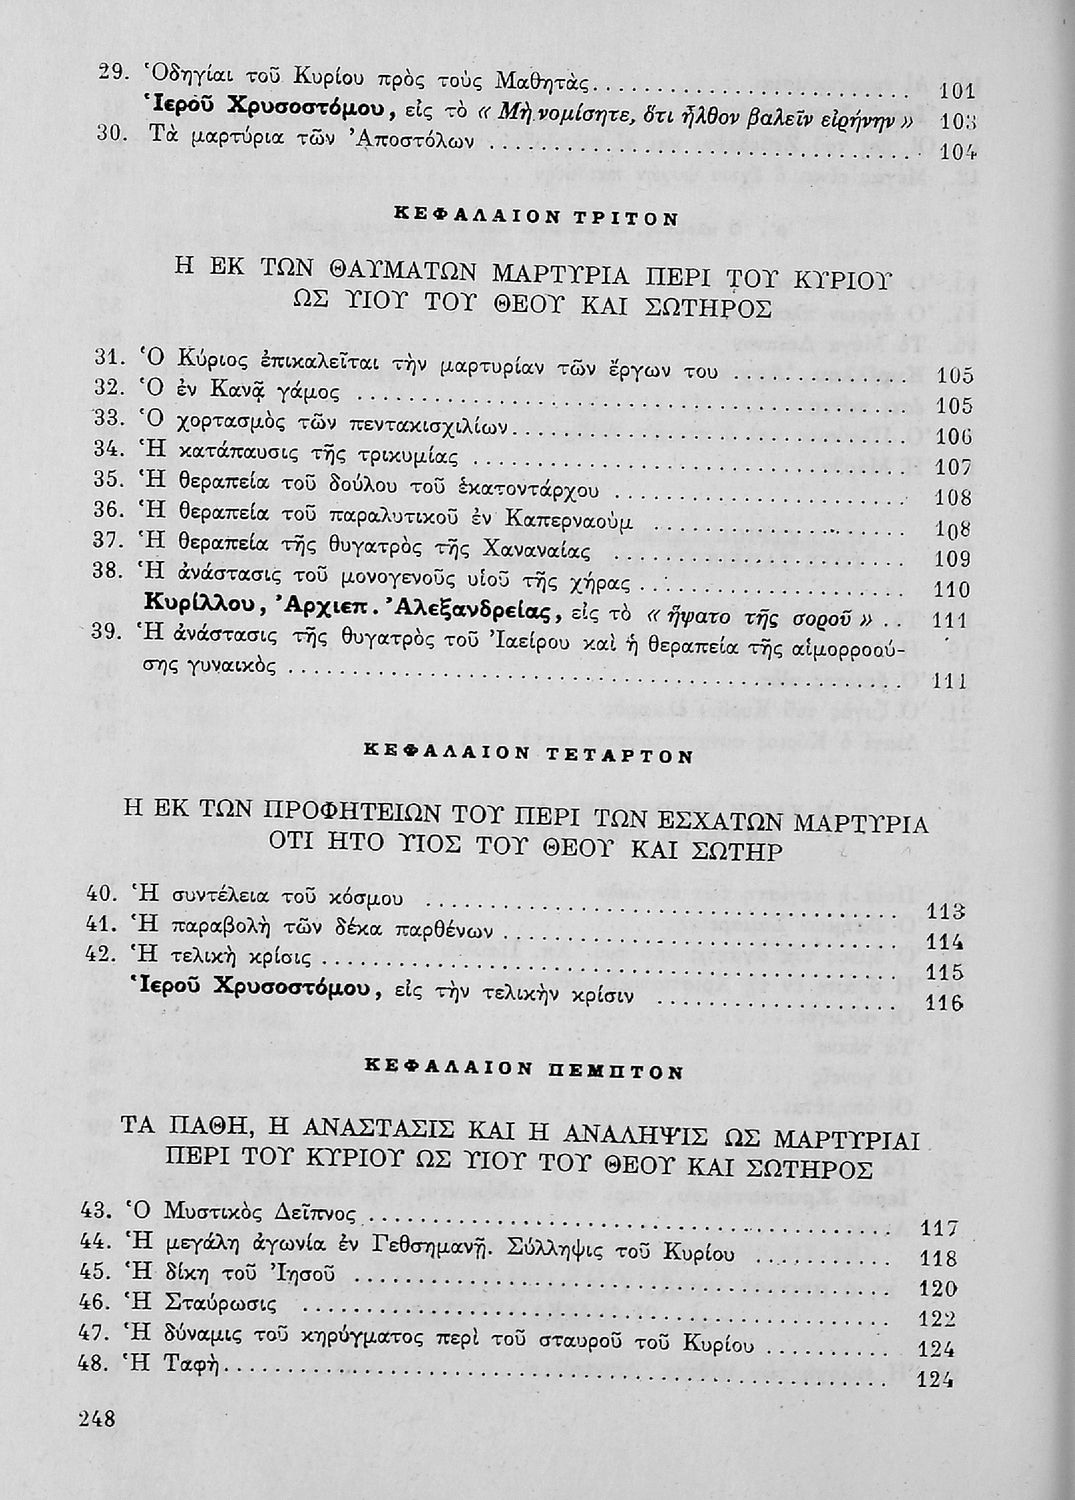 29. Ὁδηγίαι τοῦ Κυρίου πρὸς τοὺς Μαθητὰς. . . . . . . . . . . . . . . . . . . . 101
Ἱεροῦ Χρυσοστόμου, εἰς τὸ « Μὴ νομίσητε, ὅτι ἦλθον βαλεῖν εἰρήνην » 103
30. Τὰ μαρτύρια τῶν Ἀποστόλων . . . . . . . . . . . . . . . . . . . . 104
ΚΕΦΑΛΑΙΟΝ ΤΡΙΤΟΝ
Η ΕΚ ΤΩΝ ΘΑΥΜΑΤΩΝ ΜΑΡΤΥΡΙΑ ΠΕΡΙ ΤΟΥ ΚΥΡΙΟΥ
ΩΣ ΥΙΟΥ ΤΟΥ ΘΕΟΥ ΚΑΙ ΣΩΤΗΡΟΣ
31. Ὁ Κύριος ἐπικαλεῖται τὴν μαρτυρίαν τῶν ἔργων του . . . . . . . . . . 105
32. Ὁ ἐν Κανᾷ γάμος . . . . . . . . . . . . . . . . . . . . 105
33. Ὁ χορτασμὸς τῶν πεντακισχιλίων. . . . . . . . . . . . . . . . . . . . 106
34. Ἡ κατάπαυσις τῆς τρικυμίας . . . . . . . . . . . . . . . . . . . . 107
35. Ἡ θεραπεία τοῦ δούλου τοῦ ἑκατοντάρχου . . . . . . . . . . . . . . . 108
36. Ἡ θεραπεία τοῦ παραλυτικοῦ ἐν Καπερναούμ . . . . . . . . . . . . . . . 108
37. Ἡ θεραπεία τῆς θυγατρὸς τῆς Χαναναίας . . . . . . . . . . . . . . . 109
38. Ἡ ἀνάστασις τοῦ μονογενοῦς υἱοῦ τῆς χήρας . . . . . . . . . . . . . . . 110
Κυρίλλου, Ἀρχιεπ. Ἀλεξανδρείας, εἰς τὸ « ἥψατο τῆς σοροῦ » . . 111
39. Ἡ ἀνάστασις τῆς θυγατρὸς τοῦ Ἰαείρου καὶ ἡ θεραπεία τῆς αἱμορροού-
σης γυναικὸς . . . . . . . . . . . . . . . . . . . . 111
ΚΕΦΑΛΑΙΟΝ ΤΕΤΑΡΤΟΝ
Η ΕΚ ΤΩΝ ΠΡΟΦΗΤΕΙΩΝ ΤΟΥ ΠΕΡΙ ΤΩΝ ΕΣΧΑΤΩΝ ΜΑΡΤΥΡΙΑ
ΟΤΙ ΗΤΟ ΥΙΟΣ ΤΟΥ ΘΕΟΥ ΚΑΙ ΣΩΤΗΡ
40. Ἡ συντέλεια τοῦ κόσμου . . . . . . . . . . . . . . . . . . . . 113
41. Ἡ παραβολὴ τῶν δέκα παρθένων . . . . . . . . . . . . . . . . . . . . 114
42. Ἡ τελικὴ κρίσις . . . . . . . . . . . . . . . . . . . . 115
Ἱεροῦ Χρυσοστόμου, εἰς τὴν τελικὴν κρίσιν . . . . . . . . . . . . . 116
ΚΕΦΑΛΑΙΟΝ ΠΕΜΠΤΟΝ
ΤΑ ΠΑΘΗ, Η ΑΝΑΣΤΑΣΙΣ ΚΑΙ Η ΑΝΑΛΗΨΙΣ ΩΣ ΜΑΡΤΥΡΙΑΙ
ΠΕΡΙ ΤΟΥ ΚΥΡΙΟΥ ΩΣ ΥΙΟΥ ΤΟΥ ΘΕΟΥ ΚΑΙ ΣΩΤΗΡΟΣ
43. Ὁ Μυστικὸς Δεῖπνος . . . . . . . . . . . . . . . . . . . . 117
44. Ἡ μεγάλη ἀγωνία ἐν Γεθσημανῇ. Σύλληψις τοῦ Κυρίου . . . . . . . . . 118
45. Ἡ δίκη τοῦ Ἰησοῦ . . . . . . . . . . . . . . . . . . . . 120
46. Ἡ Σταύρωσις . . . . . . . . . . . . . . . . . . . . 122
47. Ἡ δύναμις τοῦ κηρύγματος περὶ τοῦ σταυροῦ τοῦ Κυρίου . . . . . . . . 124
48. Ἡ Ταφὴ. . . . . . . . . . . . . . . . . . . . 124
248